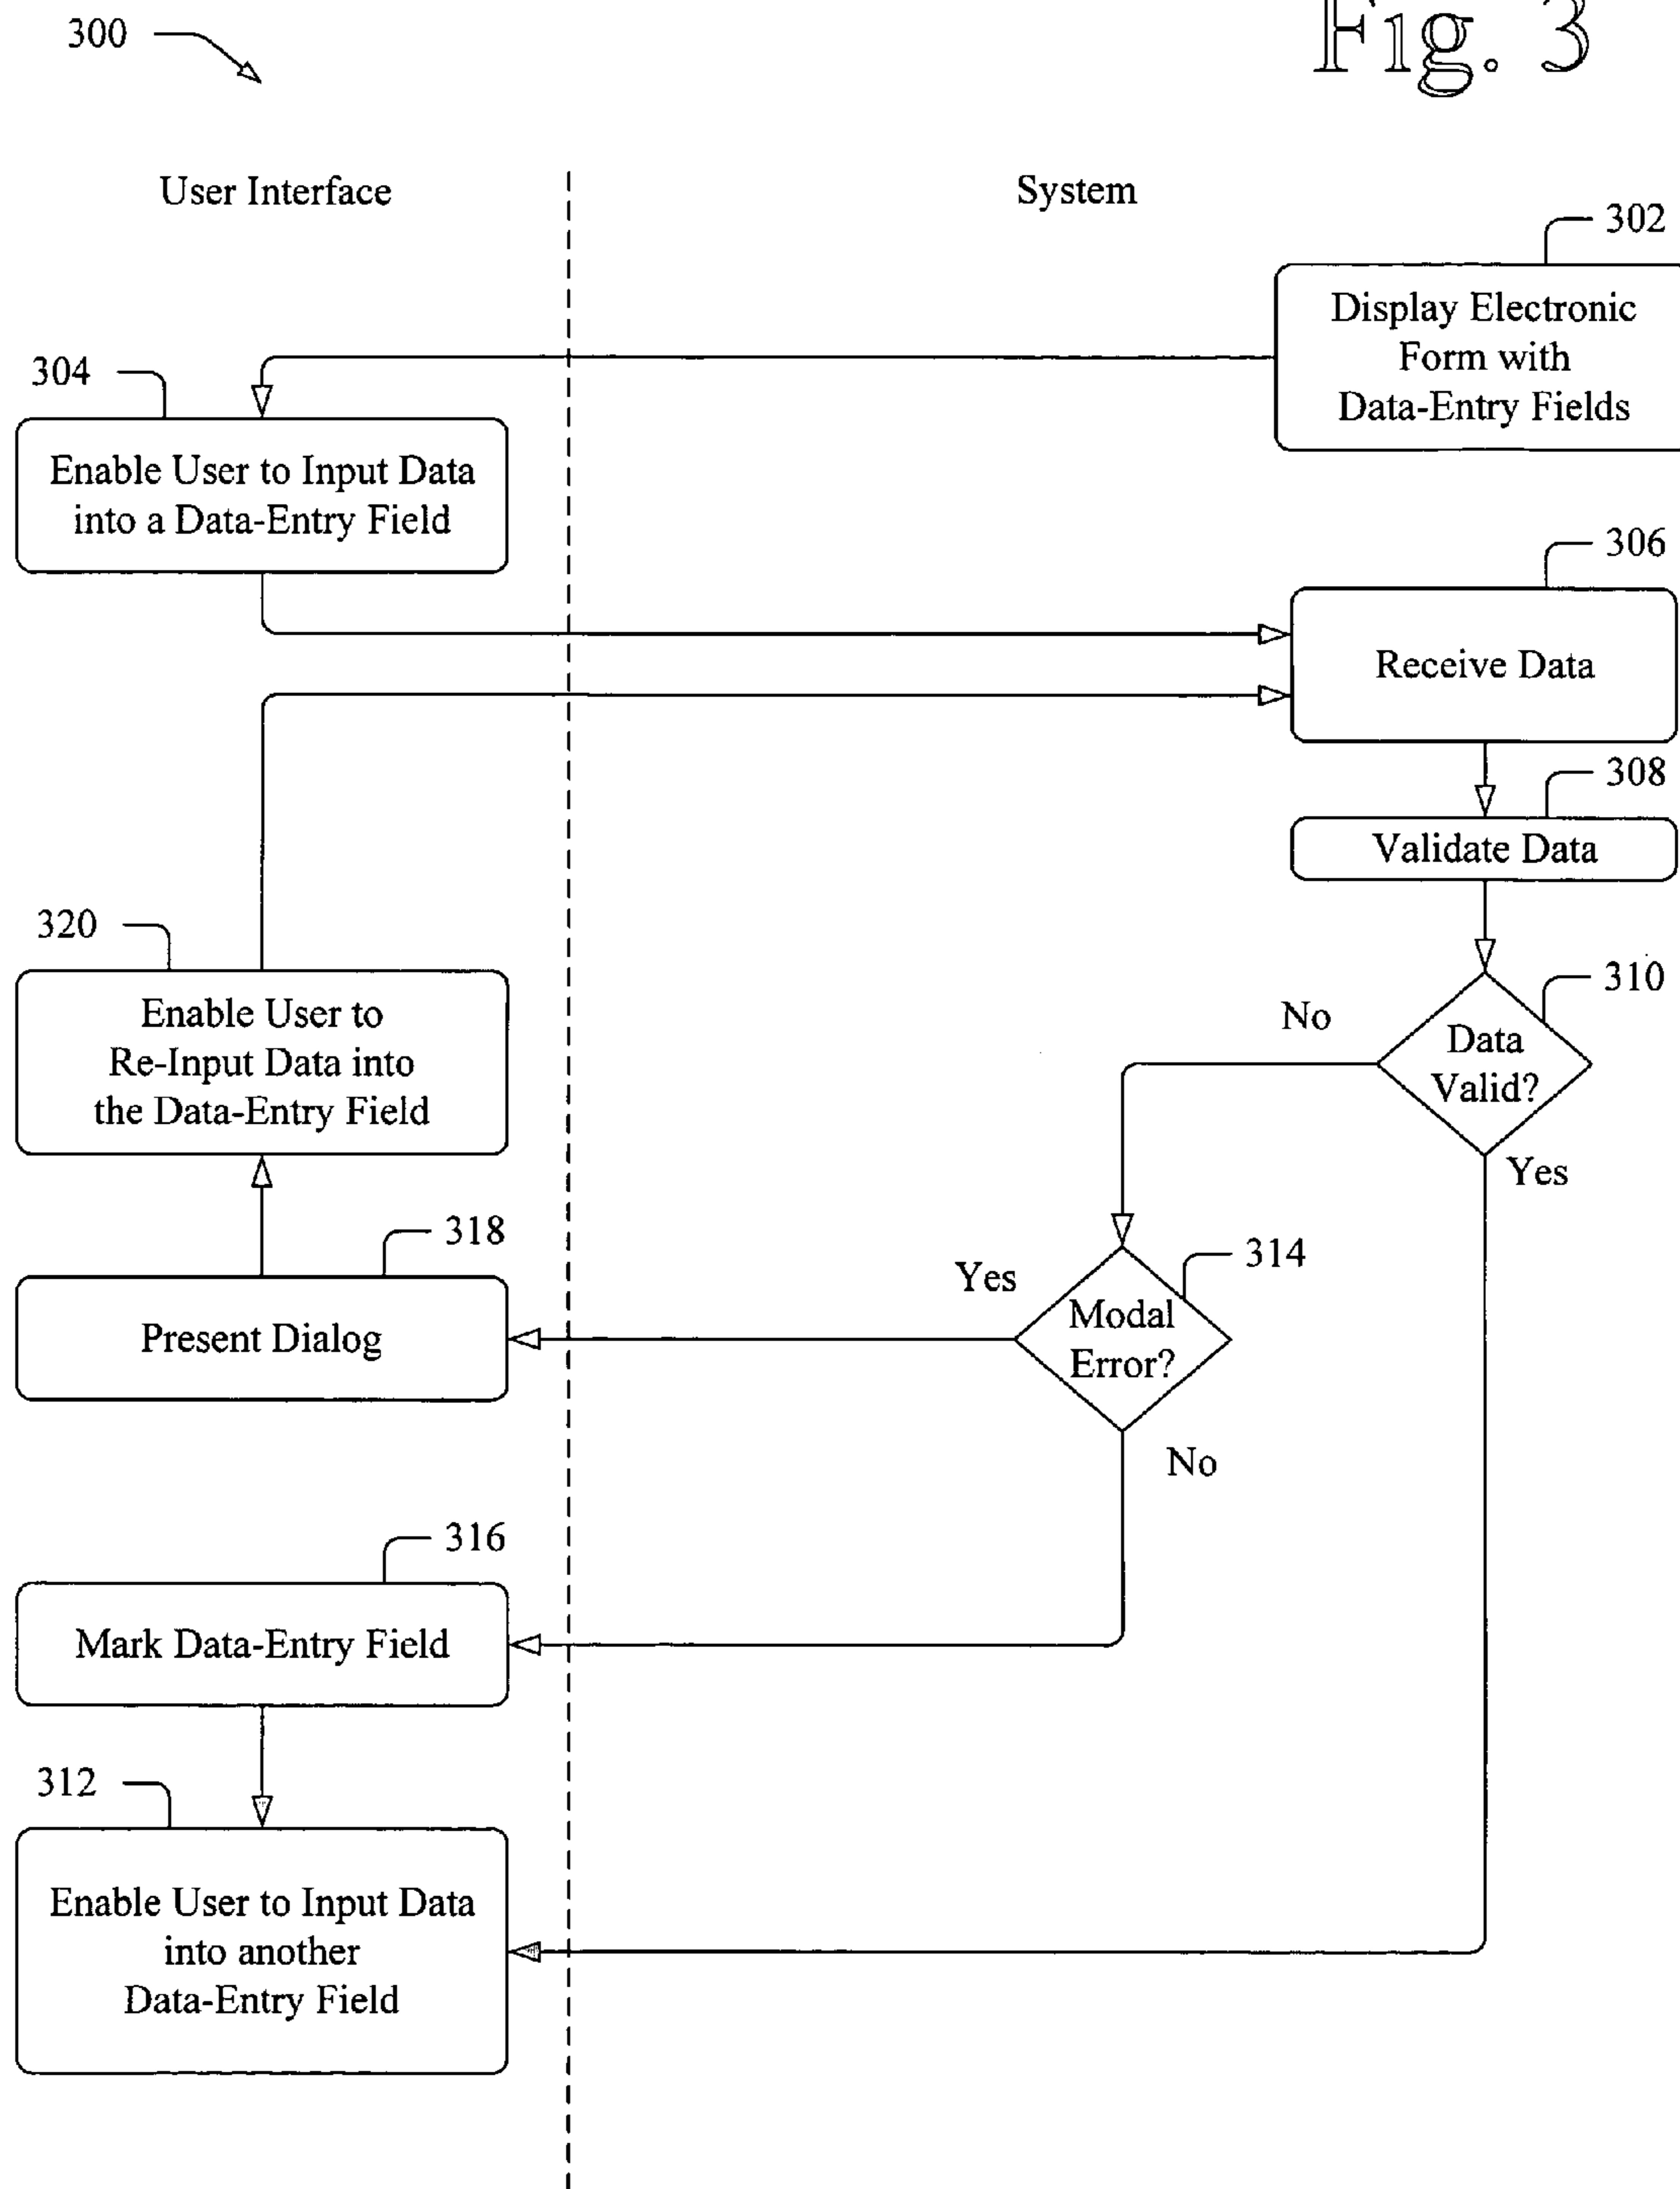 300
Fig. 3
User Interface
System
302
Display Electronic
Form with
Data-Entry Fields
304
Enable User to Input Data
into a Data-Entry Field
306
Receive Data
308
Validate Data
320
Enable User to
Re-Input Data into
the Data-Entry Field
310
No
Data
Valid?
Yes
318
Present Dialog
314
Yes
Modal
Error?
No
316
Mark Data-Entry Field
312
Enable User to Input Data
into another
Data-Entry Field